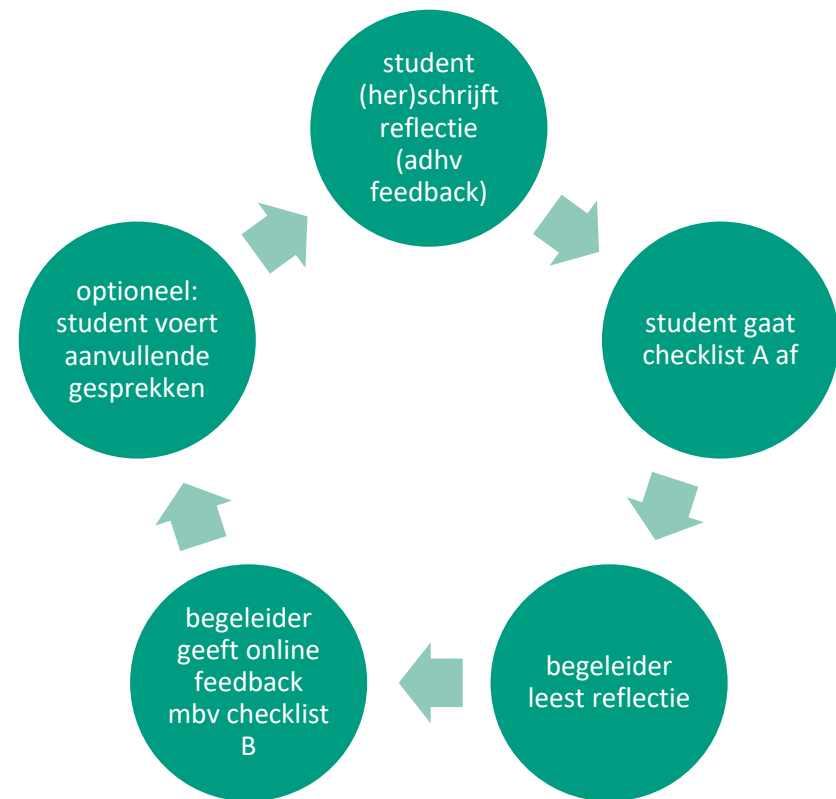 student
(her)schrijft
reflectie
(adhv
feedback)
student gaat
checklist A af
begeleider
leest reflectie
begeleider
geeft online
feedback
mbv checklist
B
optioneel:
student voert
aanvullende
gesprekken